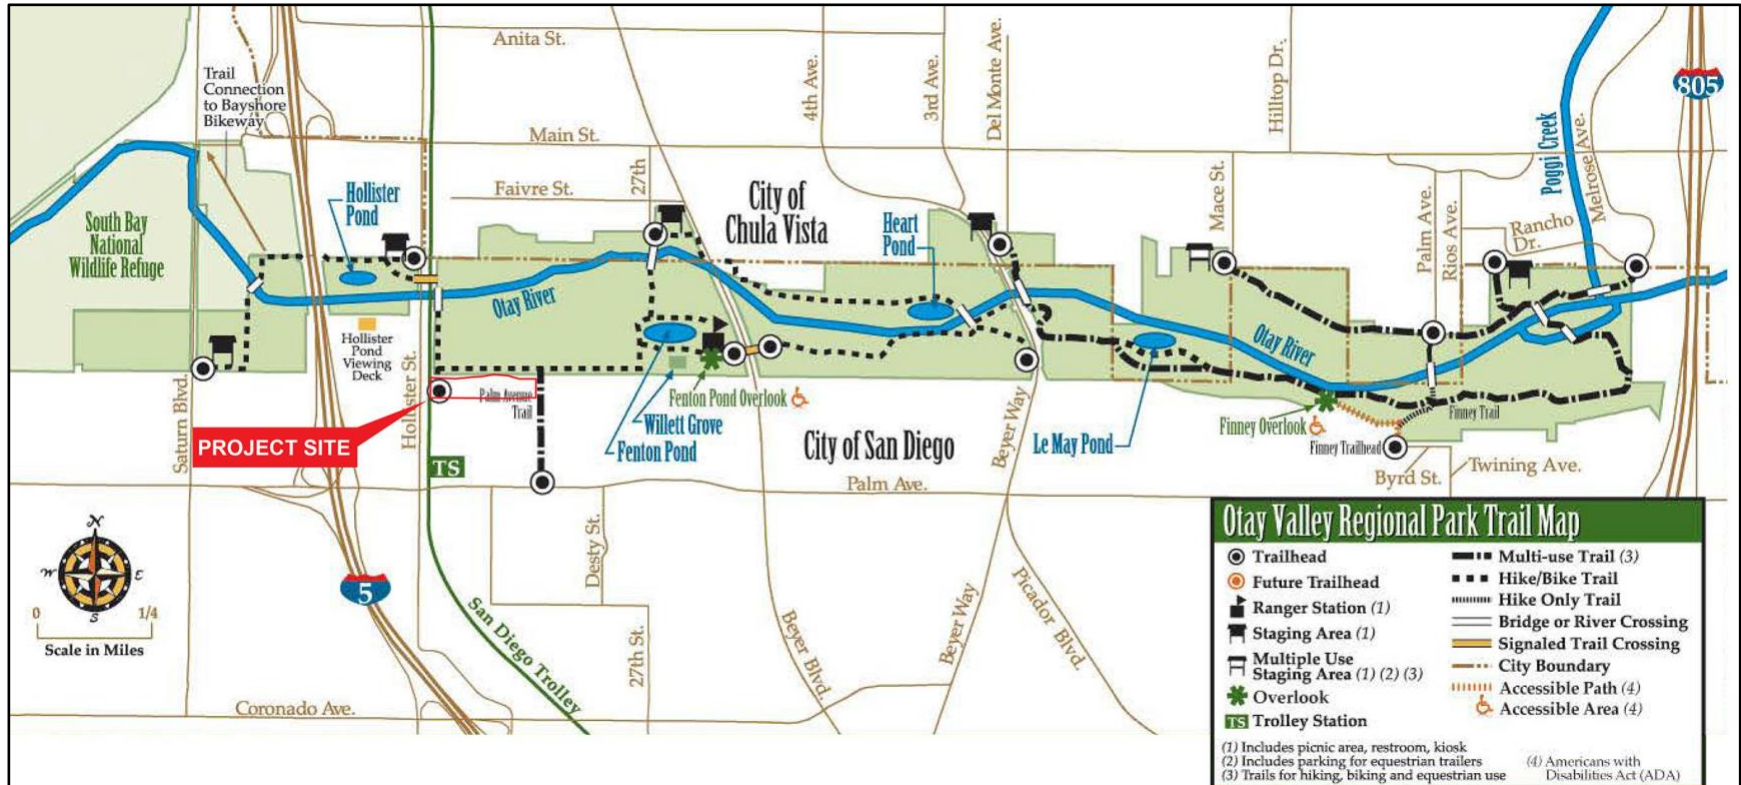 Anita St.
4th Ave.
3rd Ave.
Del Monte Ave.
Hilltop Dr.
805
Trail
Connection
to Bayshore
Bikeway
Main St.
Poggi Creek
Melrose Ave.
Faivre St.
27th
City of
Chula Vista
Mace St.
Palm Ave.
Rios Ave.
Rancho
Dr.
Hollister
Pond
Heart
Pond
South Bay
National
Wildlife Refuge
Otay River
Otay River
Hollister
Pond
Viewing
Deck
Saturn Blvd.
Hollister St.
PROJECT SITE
Palm Avenue
Trail
Fenton Pond Overlook
Willett Grove
Fenton Pond
City of San Diego
Beyer Way
Le May Pond
Finney Overlook
Finney Trail
Finney Trailhead
Byrd St.
Twining Ave.
TS
Palm Ave.
N
W
E
S
0
1/4
Scale in Miles
5
San Diego Trolley
Desty St.
27th St.
Beyer Blvd.
Beyer Way
Picador Blvd.
Coronado Ave.
Otay Valley Regional Park Trail Map
Trailhead
Future Trailhead
Ranger Station (1)
Staging Area (1)
Multiple Use
Staging Area (1) (2) (3)
Overlook
TS Trolley Station
Multi-use Trail (3)
Hike/Bike Trail
Hike Only Trail
Bridge or River Crossing
Signaled Trail Crossing
City Boundary
Accessible Path (4)
Accessible Area (4)
(1) Includes picnic area, restroom, kiosk
(2) Includes parking for equestrian trailers
(3) Trails for hiking, biking and equestrian use
(4) Americans with
Disabilities Act (ADA)